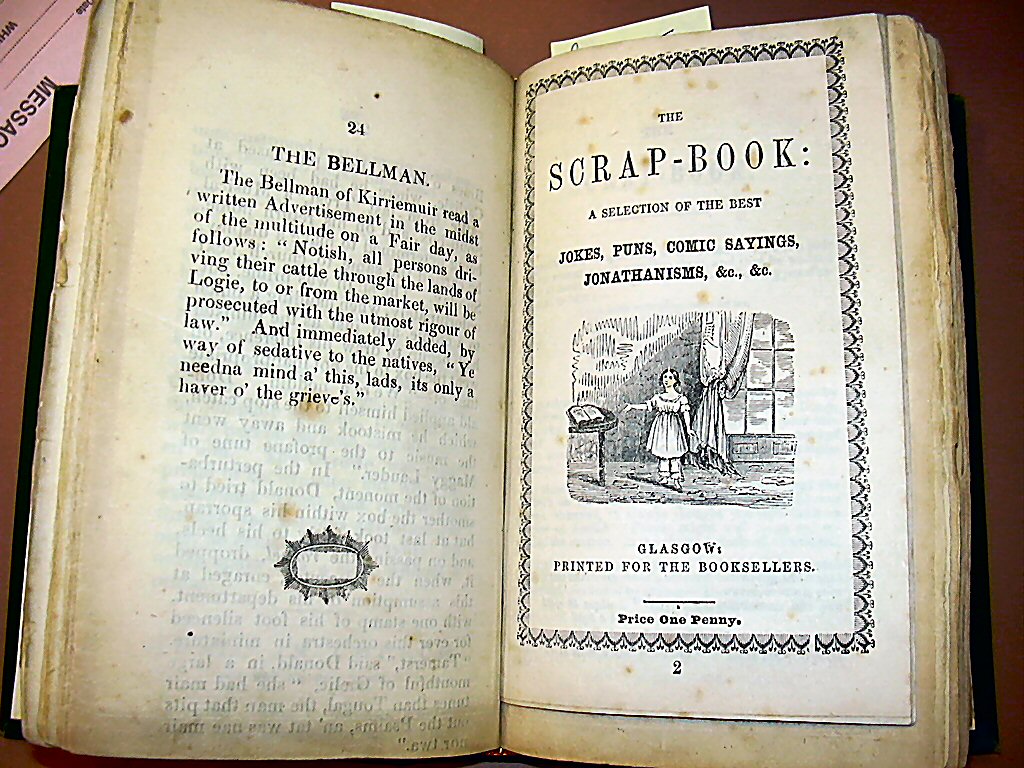 MESSAG
24
THE BELLMAN.
The Bellman of Kirriemuir read a
written Advertisement in the midst
of the multitude on a Fair day, as
follows: "Notish, all persons dri-
ving their cattle through the lands of
Logie, to or from the market, will be
prosecuted with the utmost rigour of
law." And immediately added, by
way of sedative to the natives, "Ye
needna mind a' this, lads, its only a
haver o' the grieve's."
THE
SCRAP-BOOK:
A SELECTION OF THE BEST
JOKES, PUNS, COMIC SAYINGS,
JONATHANISMS, &c., &c.
GLASGOW:
PRINTED FOR THE BOOKSELLERS.
Price One Penny.
2